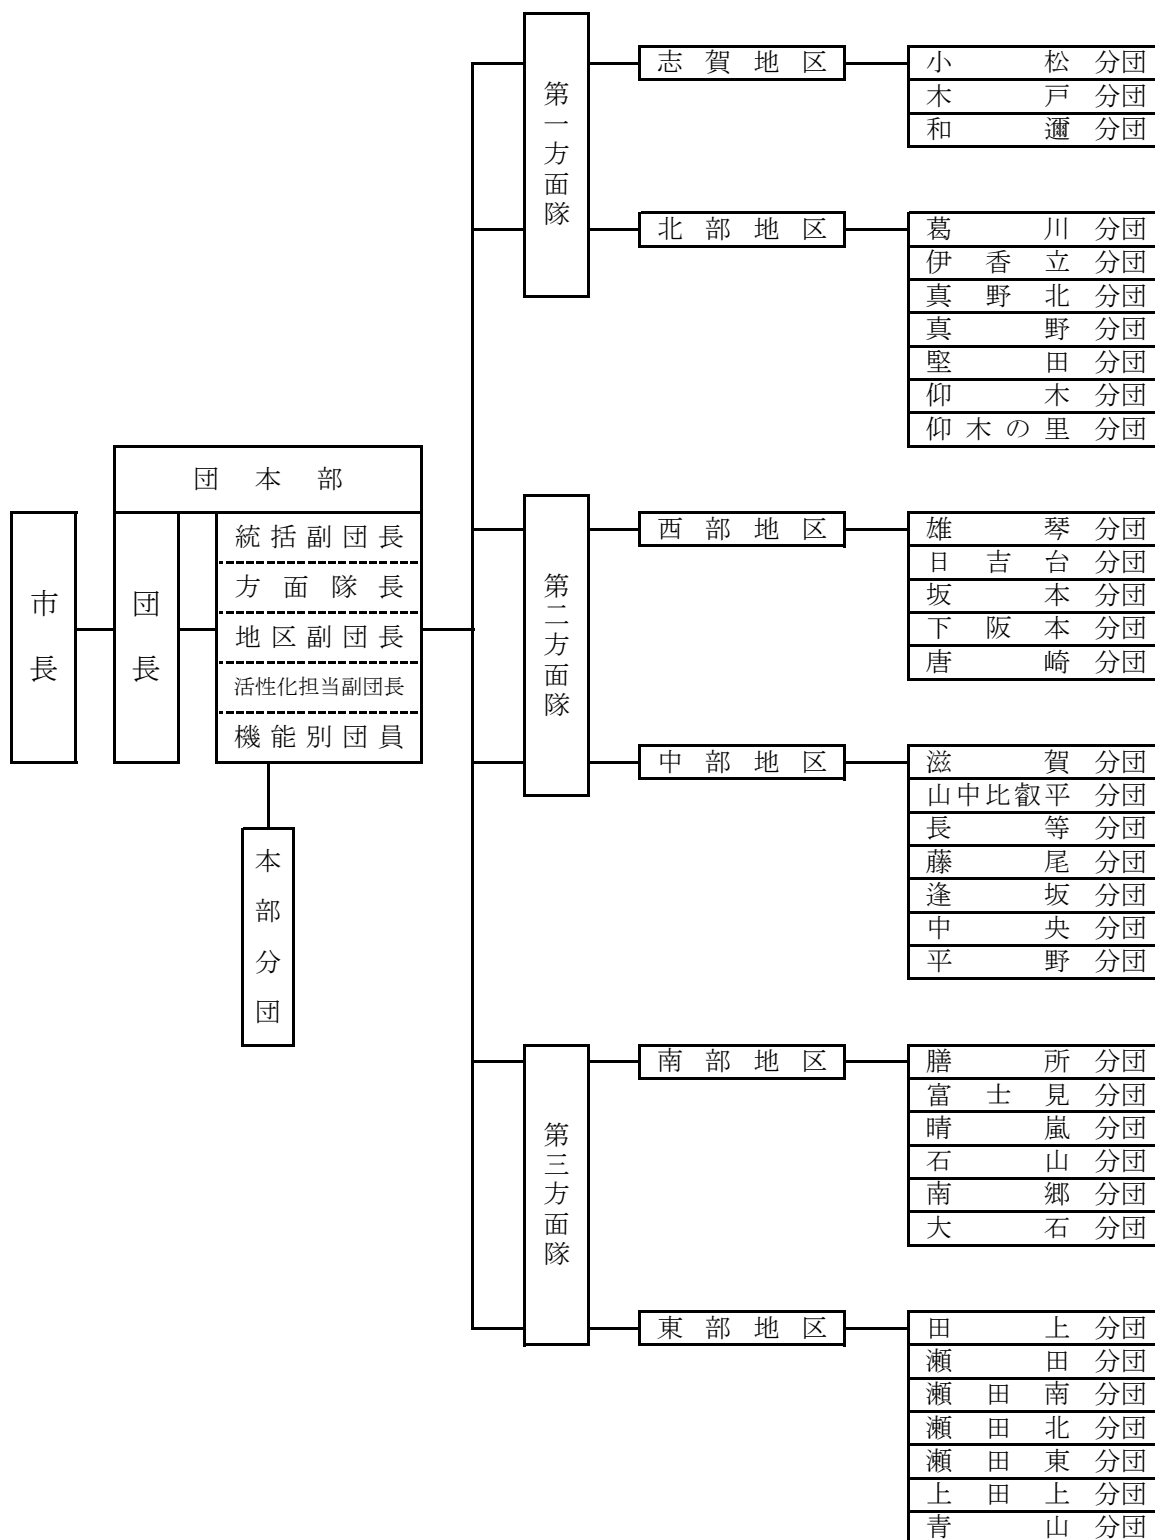 市長
団本部
団長
統括副団長
方面隊長
地区副団長
活性化担当副団長
機能別団員
本部分団
第一方面隊
志賀地区
小松分団
木戸分団
和邇分団
北部地区
葛川分団
伊香立分団
真野北分団
真野分団
堅田分団
仰木分団
仰木の里分団
第二方面隊
西部地区
雄琴分団
日吉台分団
坂本分団
下阪本分団
唐崎分団
中部地区
滋賀分団
山中比叡平分団
長等分団
藤尾分団
逢坂分団
中央分団
平野分団
第三方面隊
南部地区
膳所分団
富士見分団
晴嵐分団
石山分団
南郷分団
大石分団
東部地区
田上分団
瀬田分団
瀬田南分団
瀬田北分団
瀬田東分団
上田上分団
青山分団